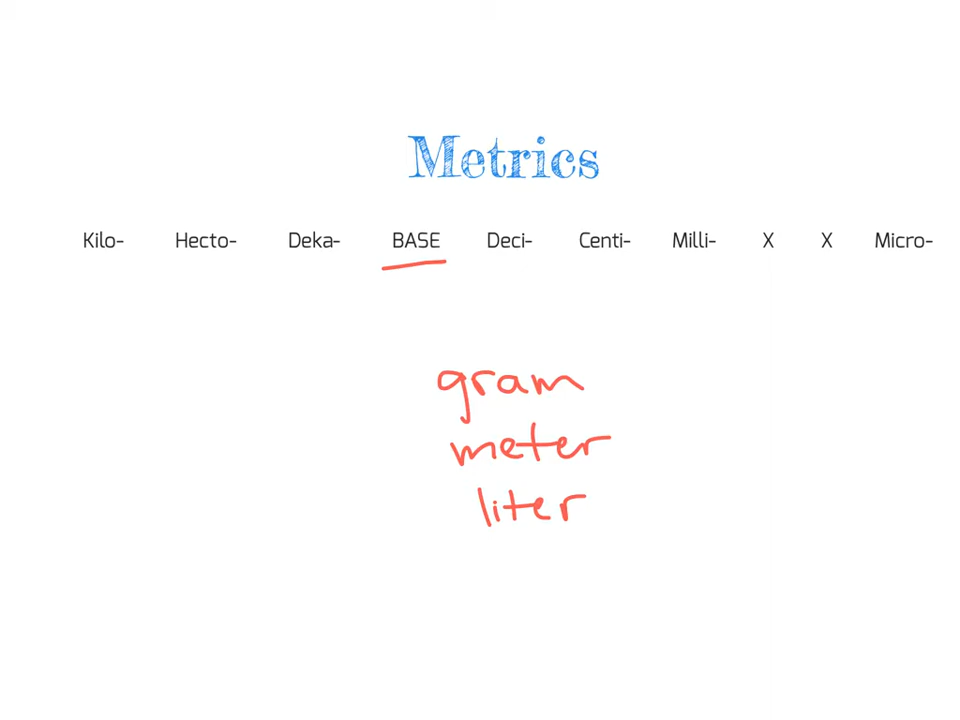 Metrics
Kilo- Hecto- Deka- BASE Deci- Centi- Milli- X X Micro-
gram
meter
liter